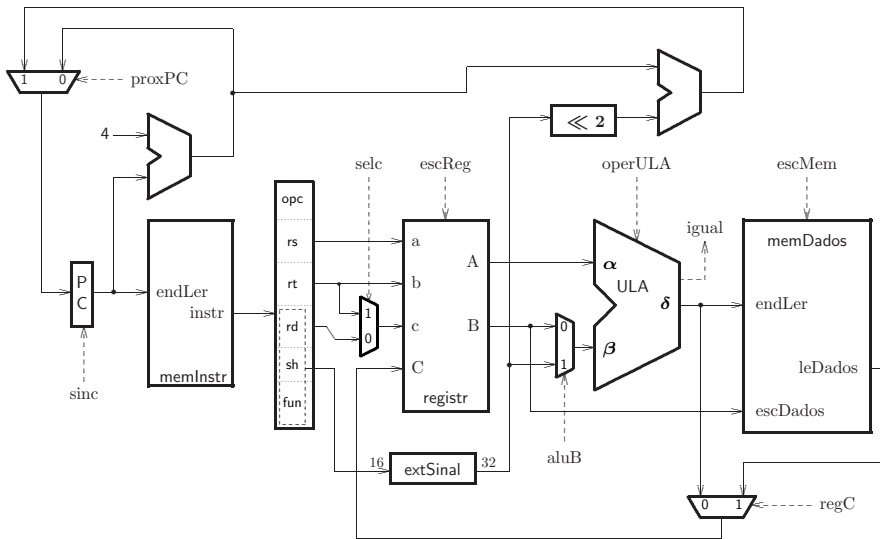 1 0
proxPC
4
≪ 2
selc
escReg
operULA
escMem
opc
igual
rs
a
memDados
A
α
P
C
endLer
rt
b
ULA
instr
δ
endLer
1
rd
c
B
0
0
β
sh
C
1
leDados
memInstr
sinc
fun
registr
escDados
aluB
16
extSinal
32
0 1
regC